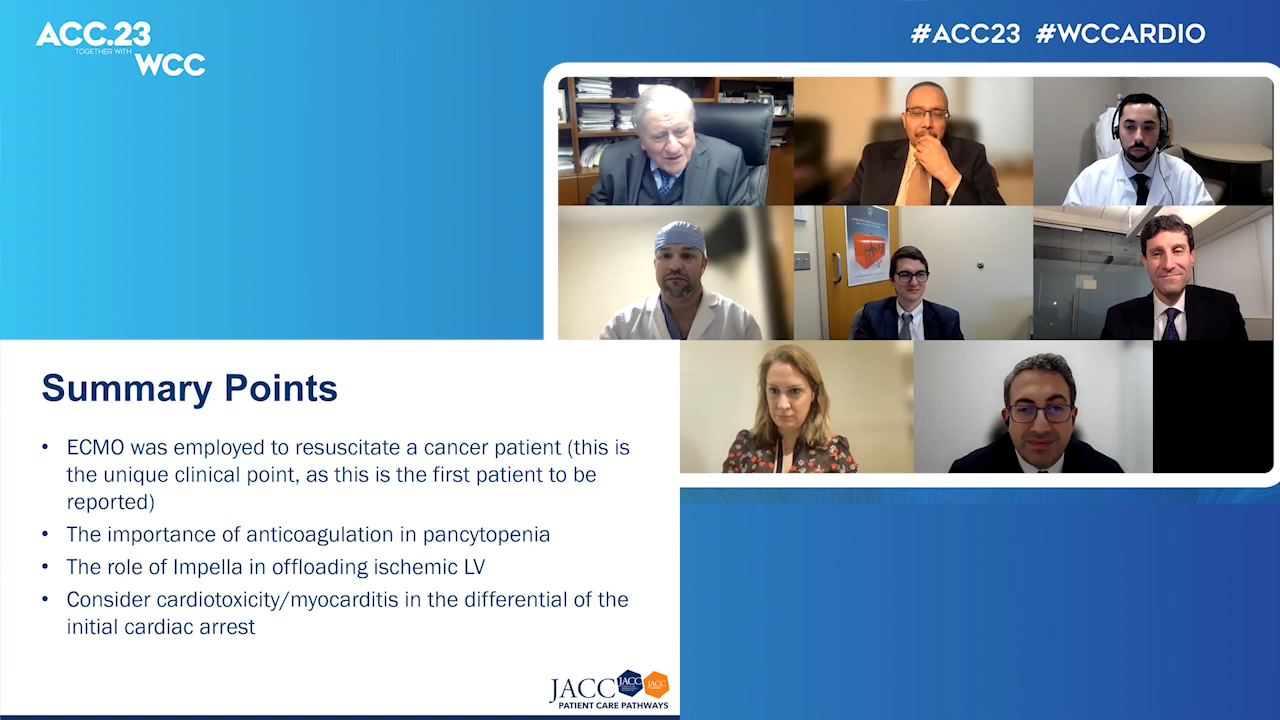 ACC.23
TOGETHER WITH
WCC
#ACC23 #WCCARDIO
Summary Points
• ECMO was employed to resuscitate a cancer patient (this is
the unique clinical point, as this is the first patient to be
reported)
• The importance of anticoagulation in pancytopenia
• The role of Impella in offloading ischemic LV
• Consider cardiotoxicity/myocarditis in the differential of the
initial cardiac arrest
JACC
JACC
JACC
PATIENT CARE PATHWAYS